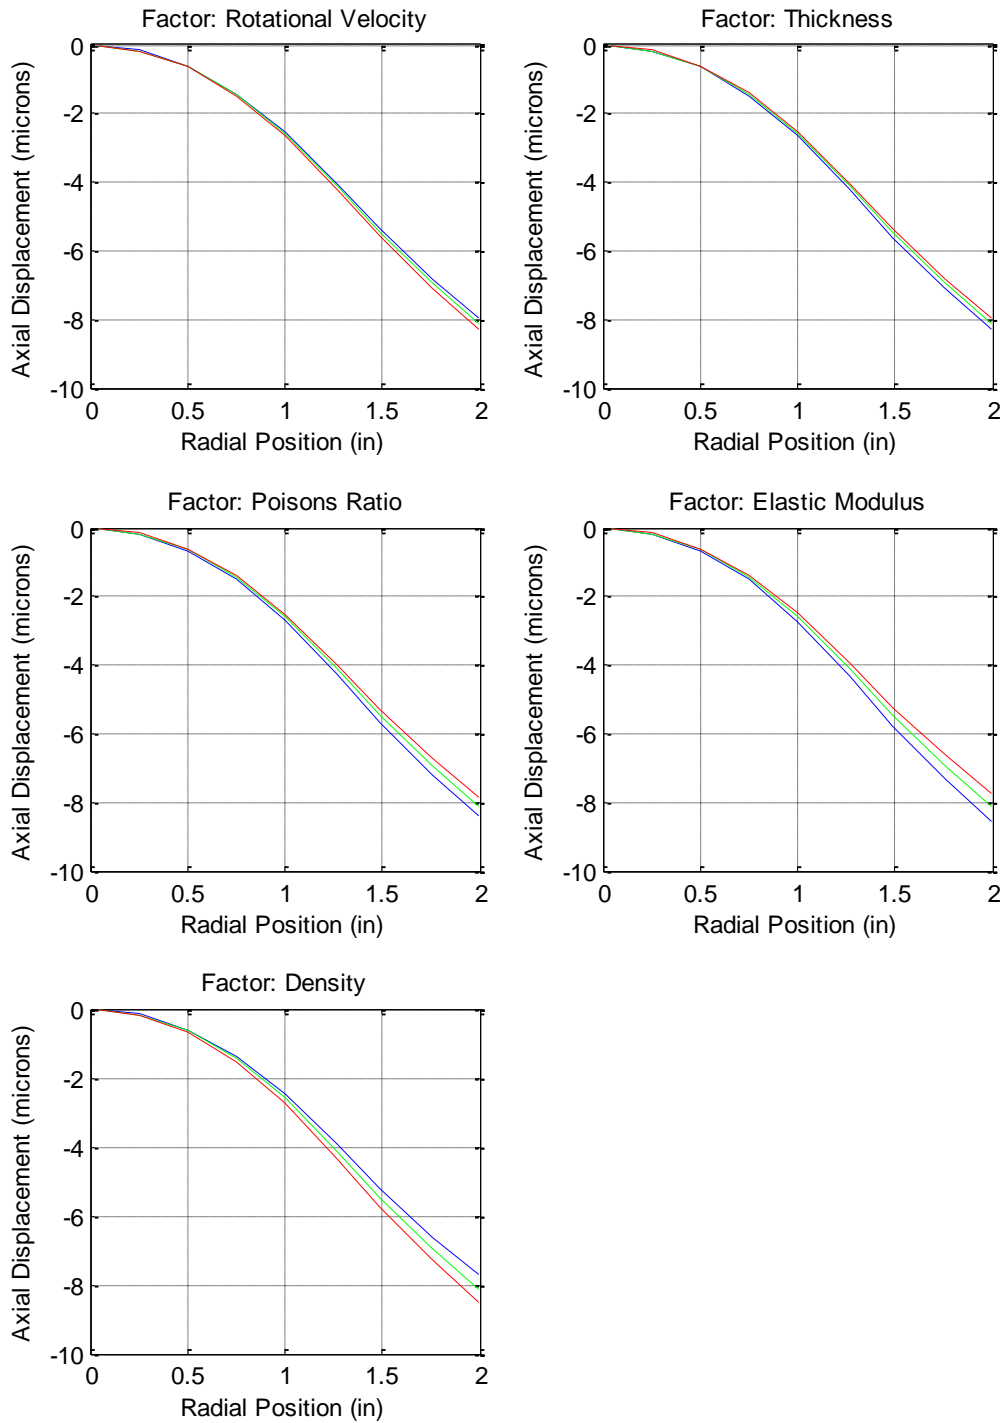 Factor: Rotational Velocity
0
-2
-4
-6
-8
-10
Axial Displacement (microns)
0 0.5 1 1.5 2
Radial Position (in)
Factor: Thickness
0
-2
-4
-6
-8
-10
Axial Displacement (microns)
0 0.5 1 1.5 2
Radial Position (in)
Factor: Poisons Ratio
0
-2
-4
-6
-8
-10
Axial Displacement (microns)
0 0.5 1 1.5 2
Radial Position (in)
Factor: Elastic Modulus
0
-2
-4
-6
-8
-10
Axial Displacement (microns)
0 0.5 1 1.5 2
Radial Position (in)
Factor: Density
0
-2
-4
-6
-8
-10
Axial Displacement (microns)
0 0.5 1 1.5 2
Radial Position (in)